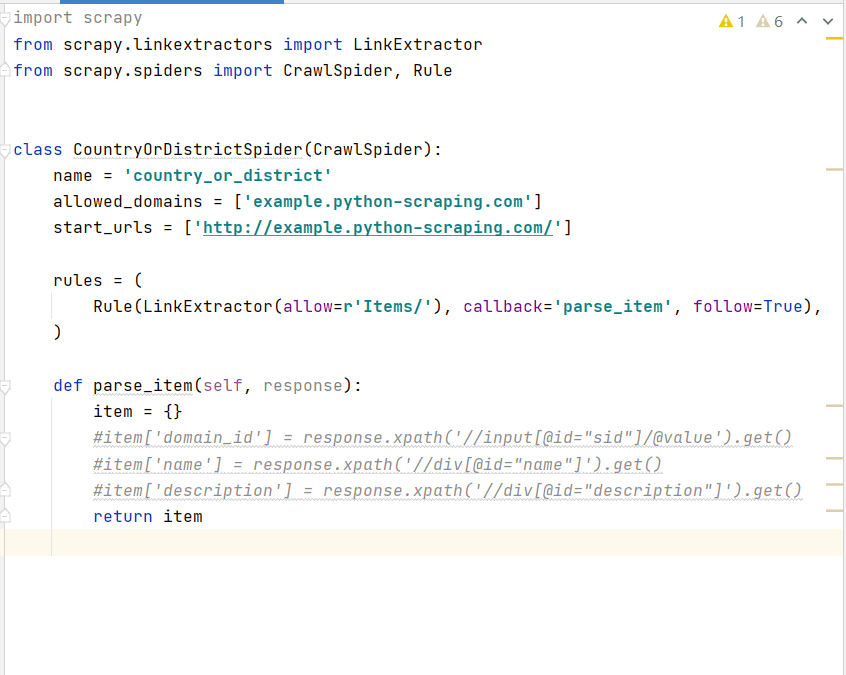 import scrapy
from scrapy.linkextractors import LinkExtractor
from scrapy.spiders import CrawlSpider, Rule
1 6
class CountryOrDistrictSpider(CrawlSpider):
    name = 'country_or_district'
    allowed_domains = ['example.python-scraping.com']
    start_urls = ['http://example.python-scraping.com/']
    rules = (
        Rule(LinkExtractor(allow=r'Items/'), callback='parse_item', follow=True),
    )
    def parse_item(self, response):
        item = {}
        #item['domain_id'] = response.xpath('//input[@id="sid"]/@value').get()
        #item['name'] = response.xpath('//div[@id="name"]').get()
        #item['description'] = response.xpath('//div[@id="description"]').get()
        return item